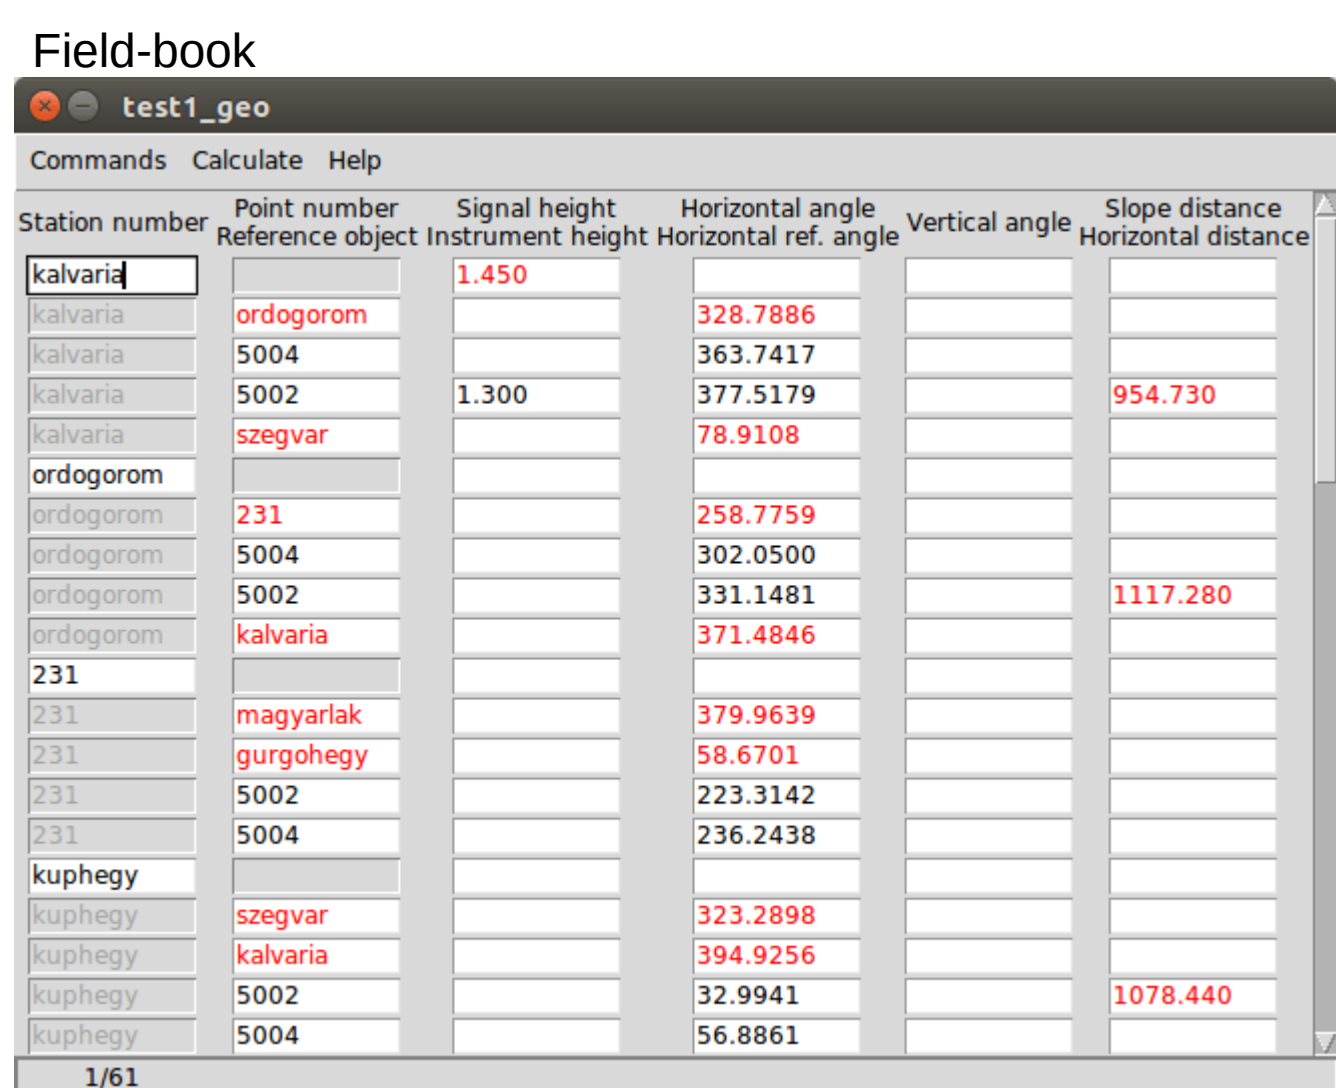 Field-book
test1_geo
Commands Calculate Help
Station number Point number Reference object Signal height Instrument height Horizontal angle Horizontal ref. angle Vertical angle Slope distance Horizontal distance
kalvaria 1.450
kalvaria ordogorom 328.7886
kalvaria 5004 363.7417
kalvaria 5002 1.300 377.5179 954.730
kalvaria szegvar 78.9108
ordogorom
ordogorom 231 258.7759
ordogorom 5004 302.0500
ordogorom 5002 331.1481 1117.280
ordogorom kalvaria 371.4846
231
231 magyarlak 379.9639
231 gurgohegy 58.6701
231 5002 223.3142
231 5004 236.2438
kuphegy
kuphegy szegvar 323.2898
kuphegy kalvaria 394.9256
kuphegy 5002 32.9941 1078.440
kuphegy 5004 56.8861
1/61